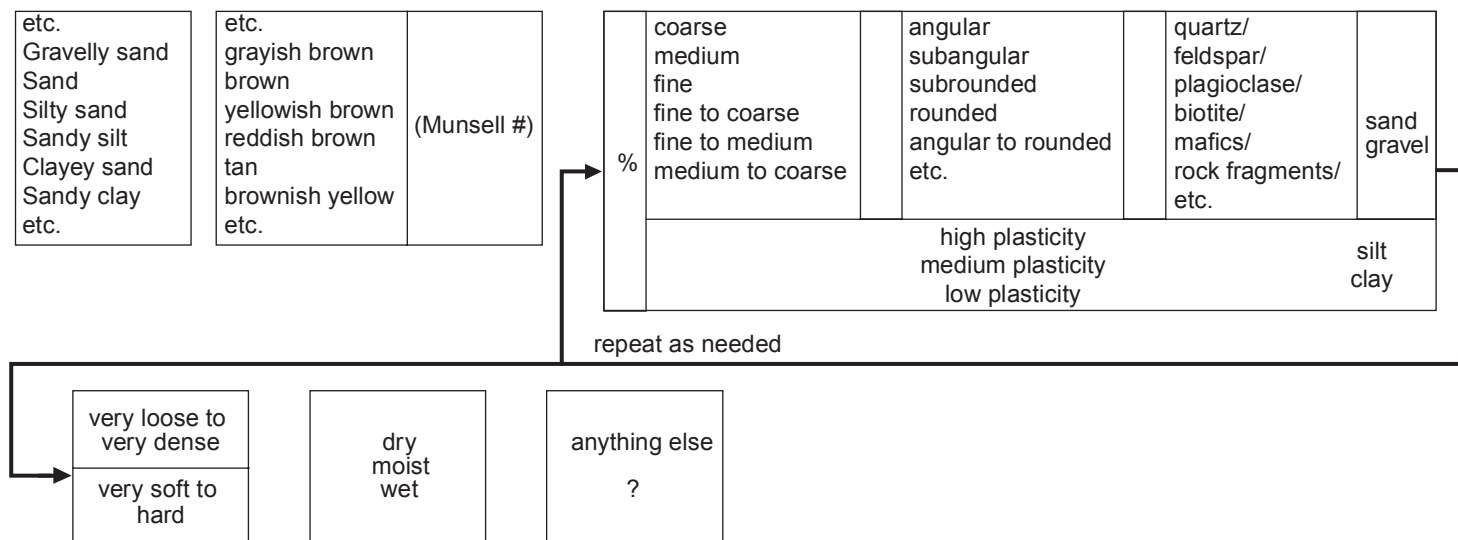 etc.
Gravelly sand
Sand
Silty sand
Sandy silt
Clayey sand
Sandy clay
etc.
etc.
grayish brown
brown
yellowish brown
reddish brown
tan
brownish yellow
etc.
(Munsell #)
%
coarse
medium
fine
fine to coarse
fine to medium
medium to coarse
angular
subangular
subrounded
rounded
angular to rounded
etc.
quartz/
feldspar/
plagioclase/
biotite/
mafics/
rock fragments/
etc.
sand
gravel
high plasticity
medium plasticity
low plasticity
silt
clay
repeat as needed
very loose to
very dense
very soft to
hard
dry
moist
wet
anything else
?